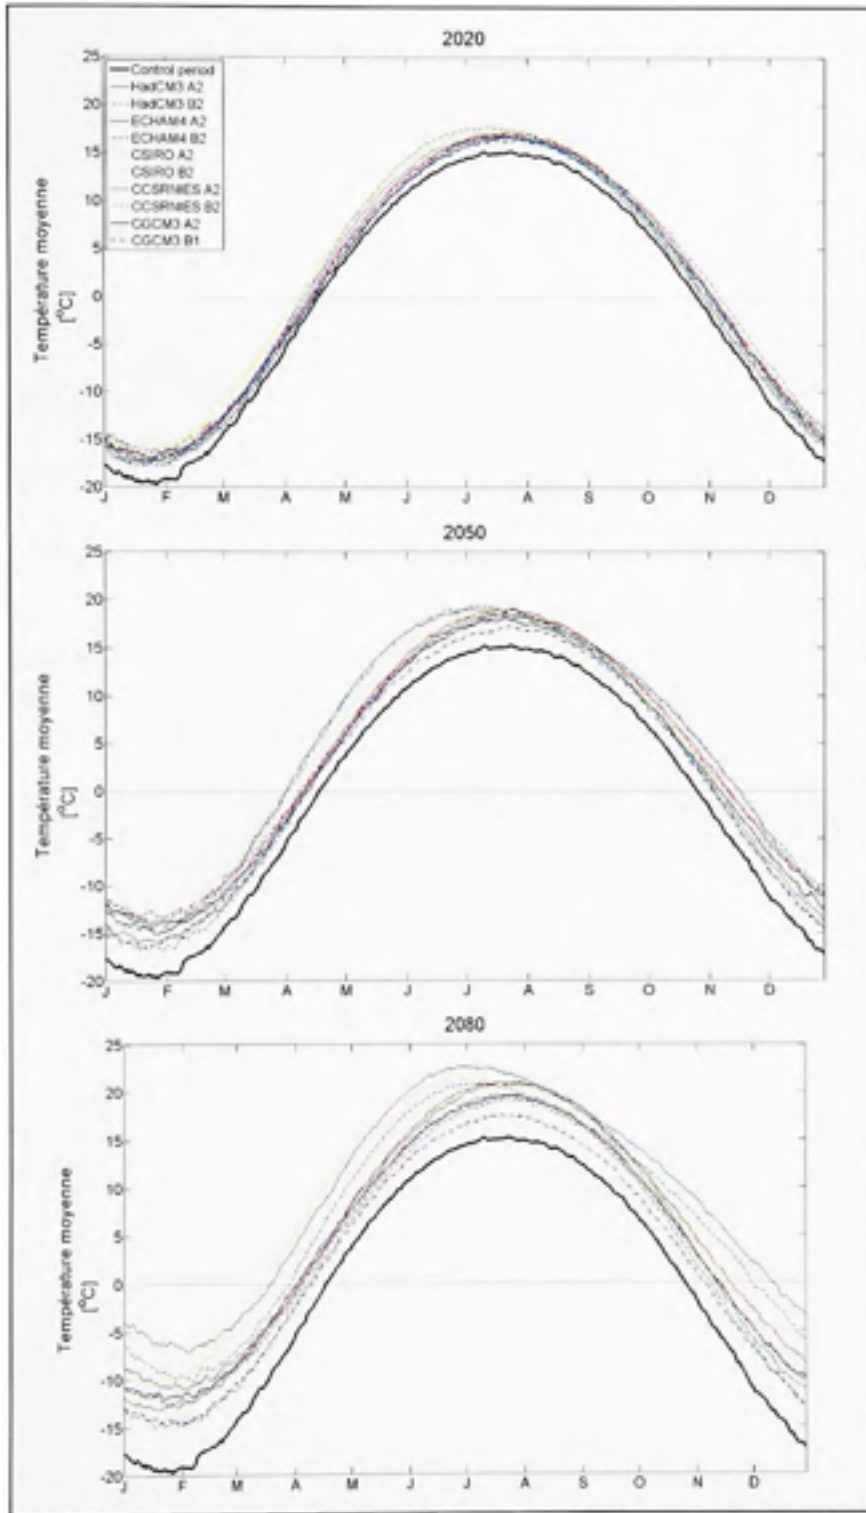 2020
25
20
15
10
5
0
-5
-10
-15
-20
Température moyenne
[°C]
Control period
HadCM3 A2
HadCM3 B2
ECHAM4 A2
ECHAM4 B2
CSIRO A2
CSIRO B2
CCSRNIES A2
CCSRNIES B2
CGCM3 A2
CGCM3 B1
J F M A M J J A S O N D
2050
25
20
15
10
5
0
-5
-10
-15
-20
Température moyenne
[°C]
J F M A M J J A S O N D
2080
25
20
15
10
5
0
-5
-10
-15
-20
Température moyenne
[°C]
J F M A M J J A S O N D